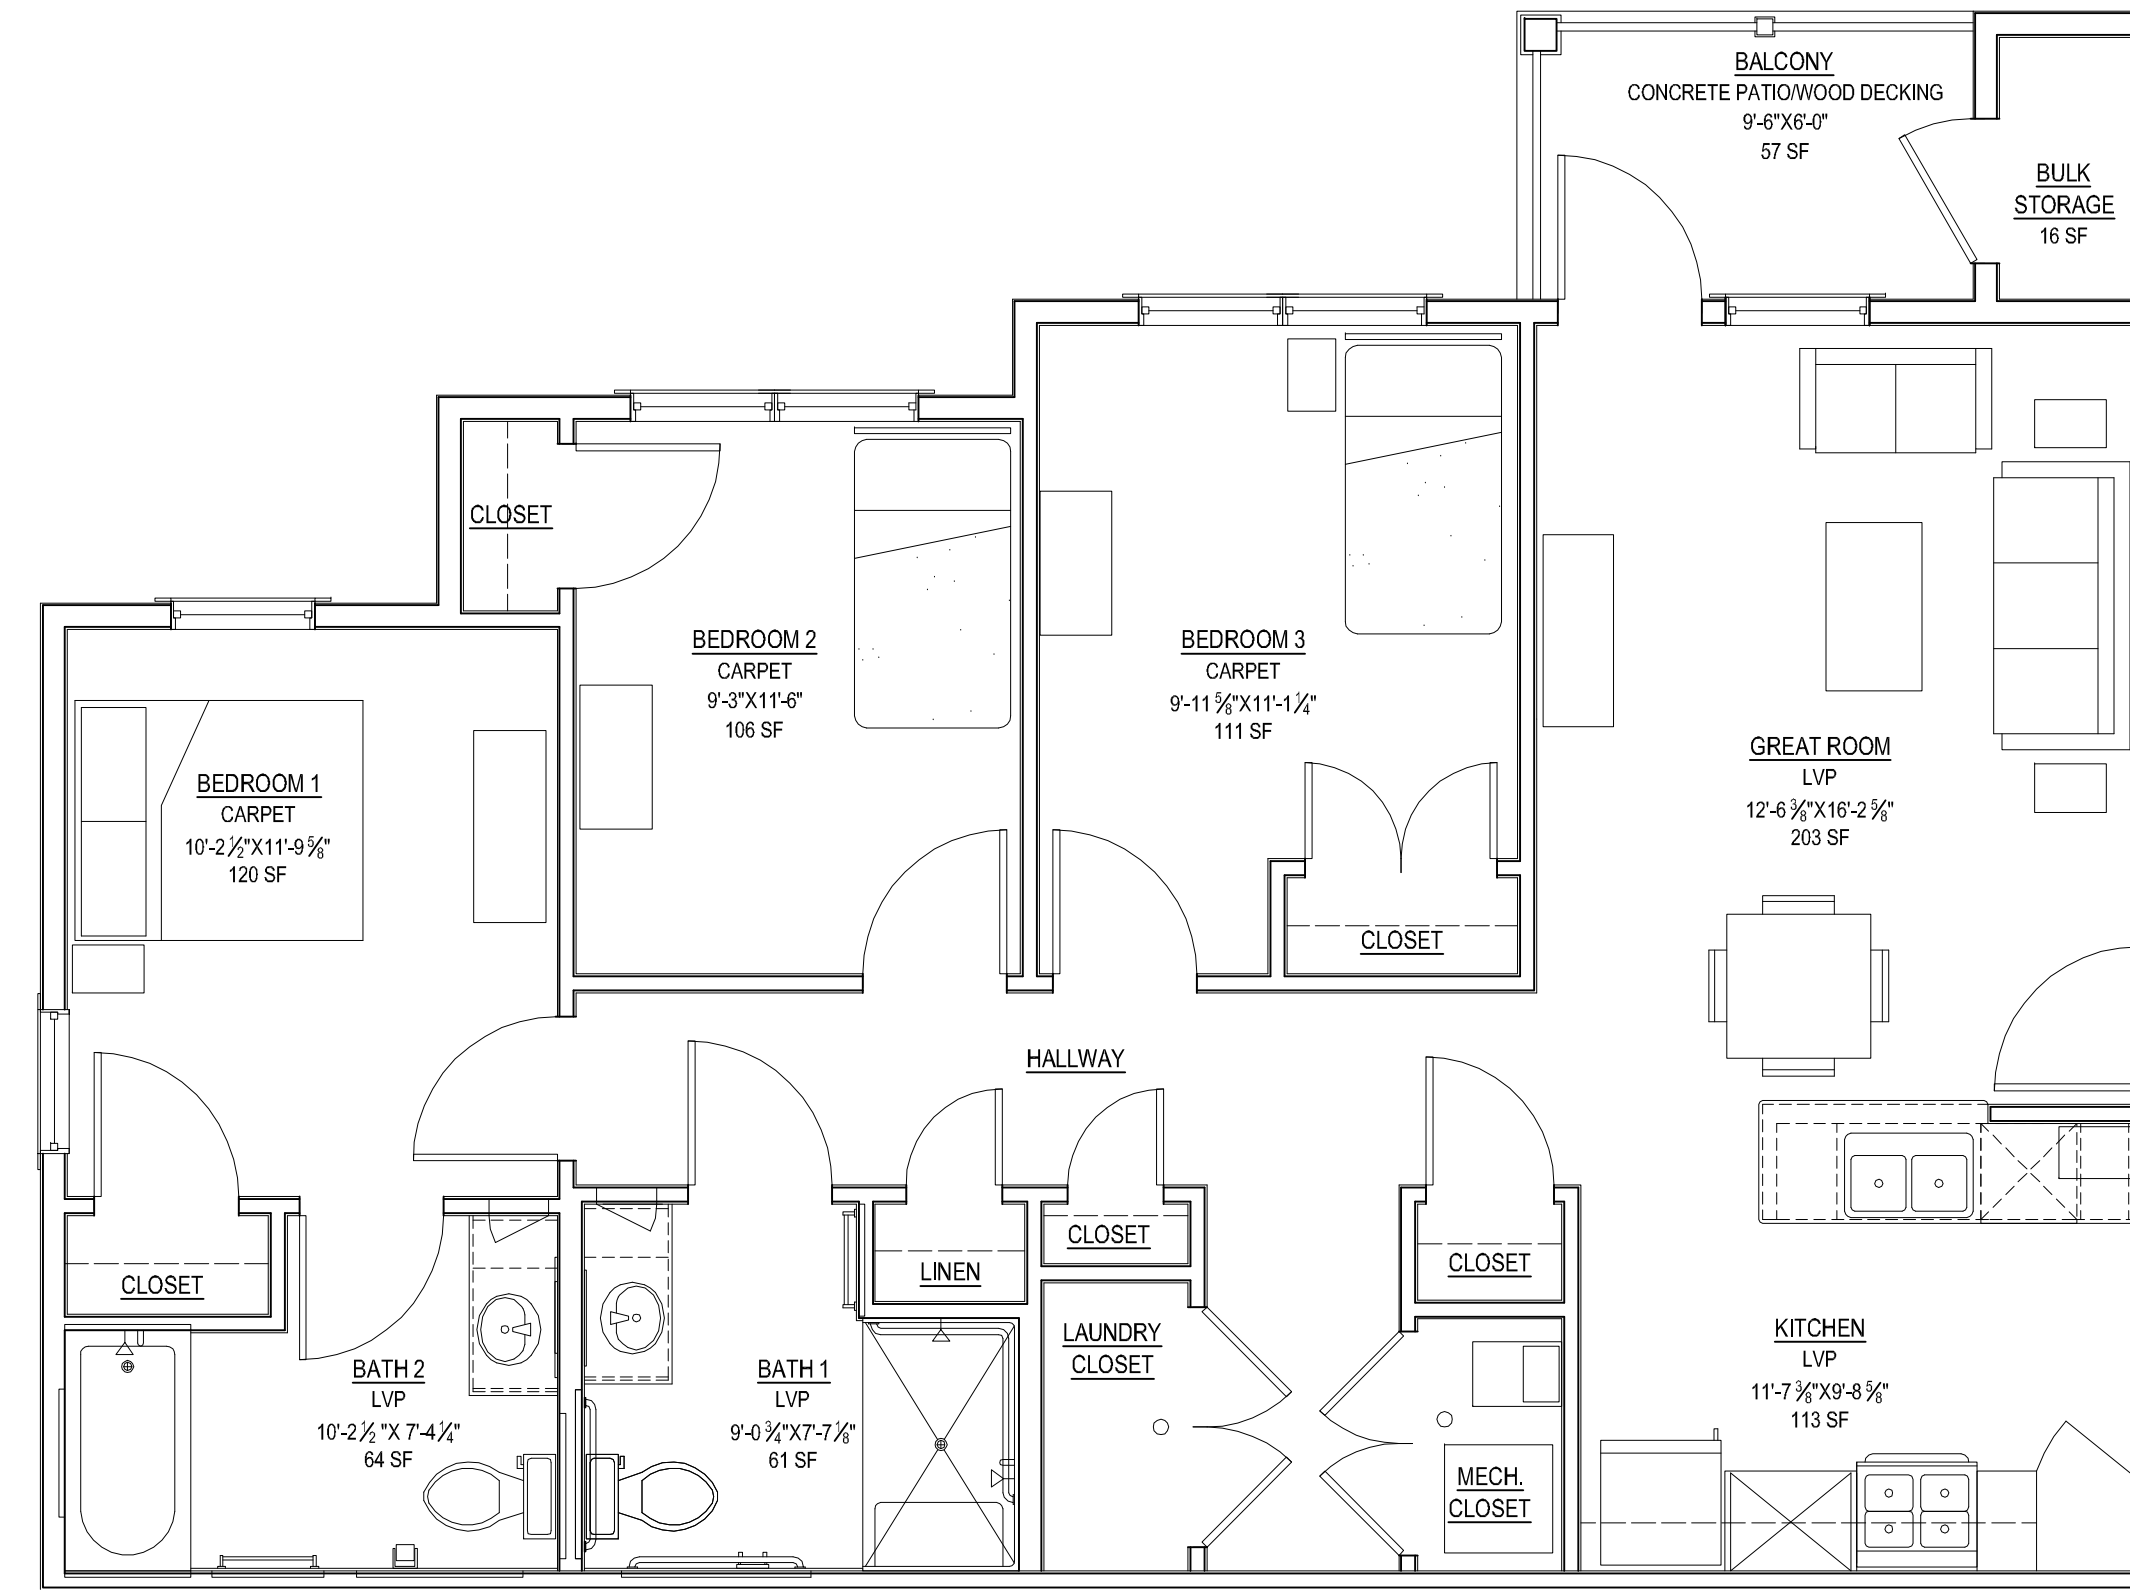 BALCONY
CONCRETE PATIO/WOOD DECKING
9'-6"X6'-0"
57 SF
BULK
STORAGE
16 SF
CLOSET
BEDROOM 2
CARPET
9'-3"X11'-6"
106 SF
BEDROOM 3
CARPET
9'-11 5/8"X11'-1 1/4"
111 SF
GREAT ROOM
LVP
12'-6 3/8"X16'-2 5/8"
203 SF
BEDROOM 1
CARPET
10'-2 1/2"X11'-9 5/8"
120 SF
CLOSET
HALLWAY
CLOSET
LINEN
CLOSET
CLOSET
LAUNDRY
CLOSET
KITCHEN
LVP
11'-7 3/8"X9'-8 5/8"
113 SF
BATH 2
LVP
10'-2 1/2 "X 7'-4 1/4"
64 SF
BATH 1
LVP
9'-0 3/4"X7'-7 1/8"
61 SF
MECH.
CLOSET